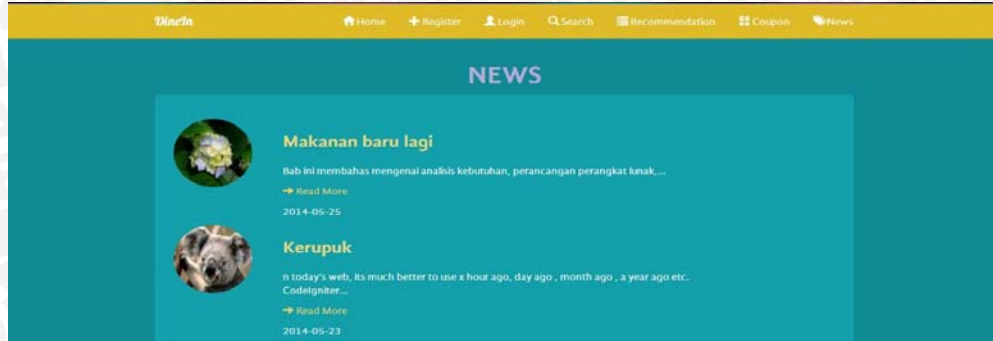 DineIn
Home Register Login Search Recommendation Coupon News
NEWS
Makanan baru lagi
Bab ini membahas mengenai analisis kebutuhan, perancangan perangkat lunak,...
Read More
2014-05-25
Kerupuk
n today's web, its much better to use x hour ago, day ago , month ago , a year ago etc.
CodeIgniter...
Read More
2014-05-23